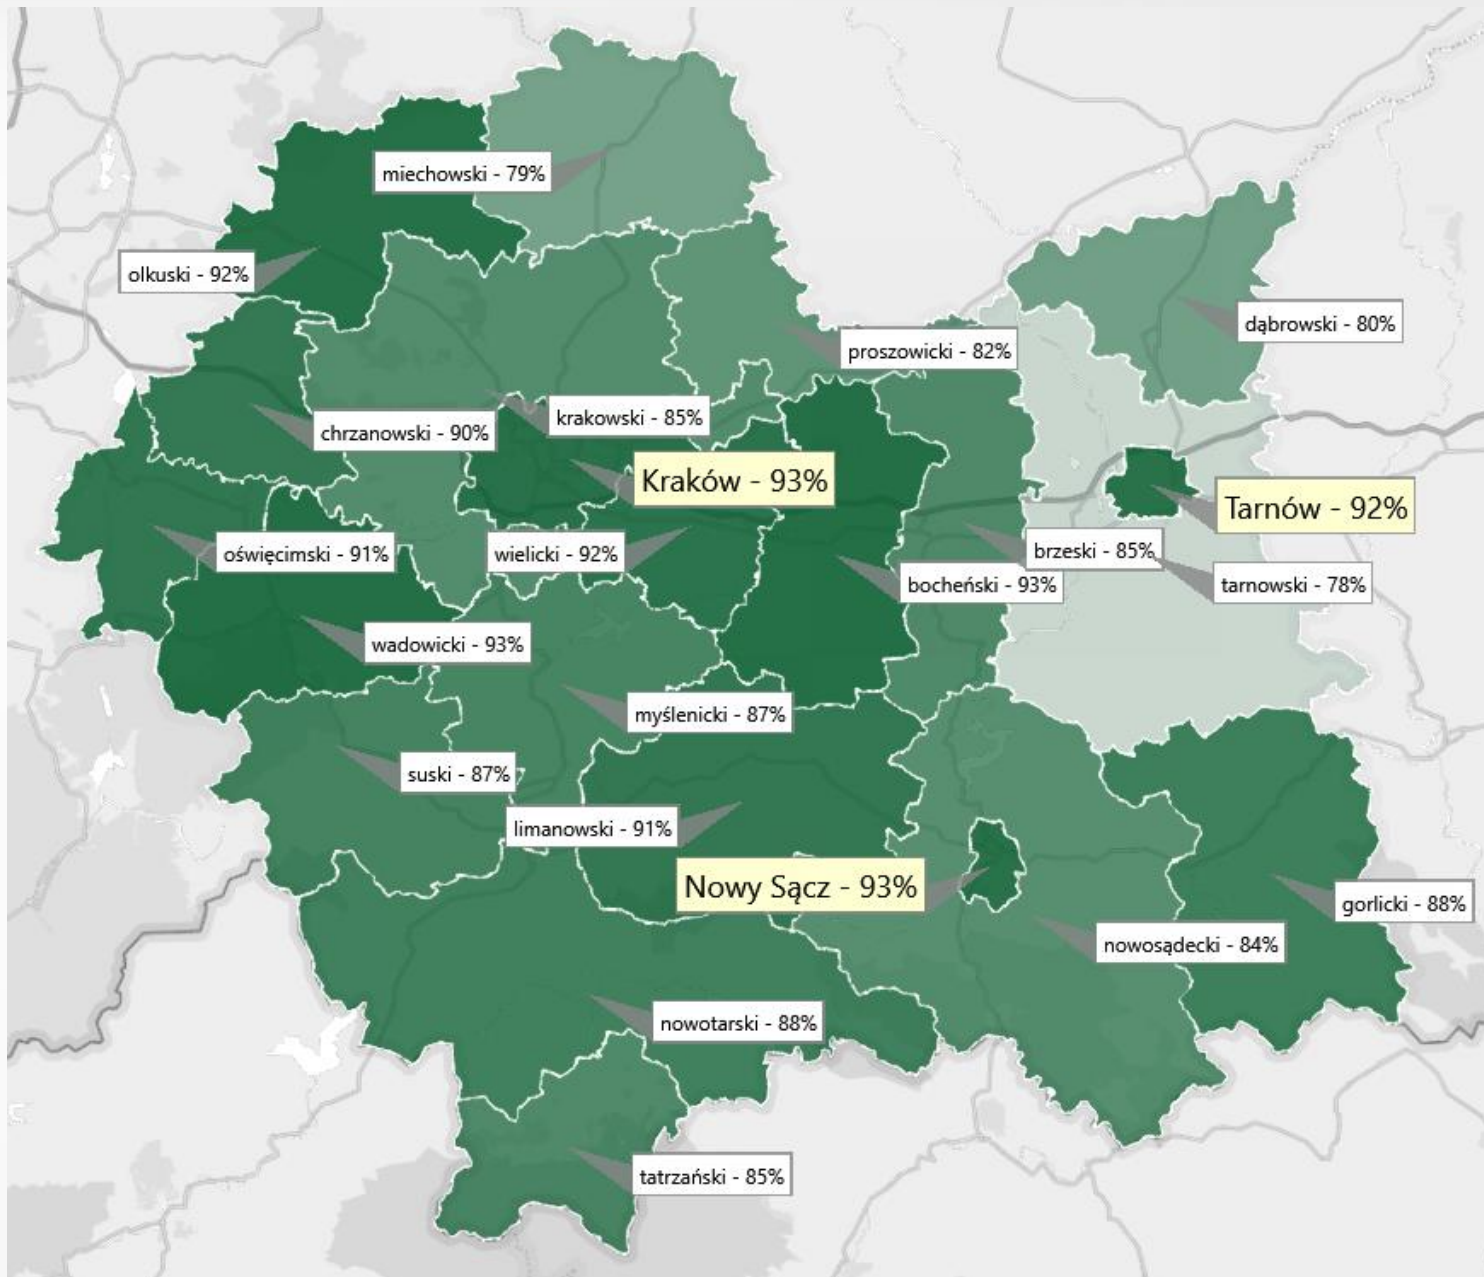 miechowski - 79%
olkuski - 92%
dąbrowski - 80%
proszowicki - 82%
krakowski - 85%
chrzanowski - 90%
Kraków - 93%
Tarnów - 92%
oświęcimski - 91%
wielicki - 92%
brzeski - 85%
bocheński - 93%
tarnowski - 78%
wadowicki - 93%
myślenicki - 87%
suski - 87%
limanowski - 91%
Nowy Sącz - 93%
gorlicki - 88%
nowosądecki - 84%
nowotarski - 88%
tatrzański - 85%